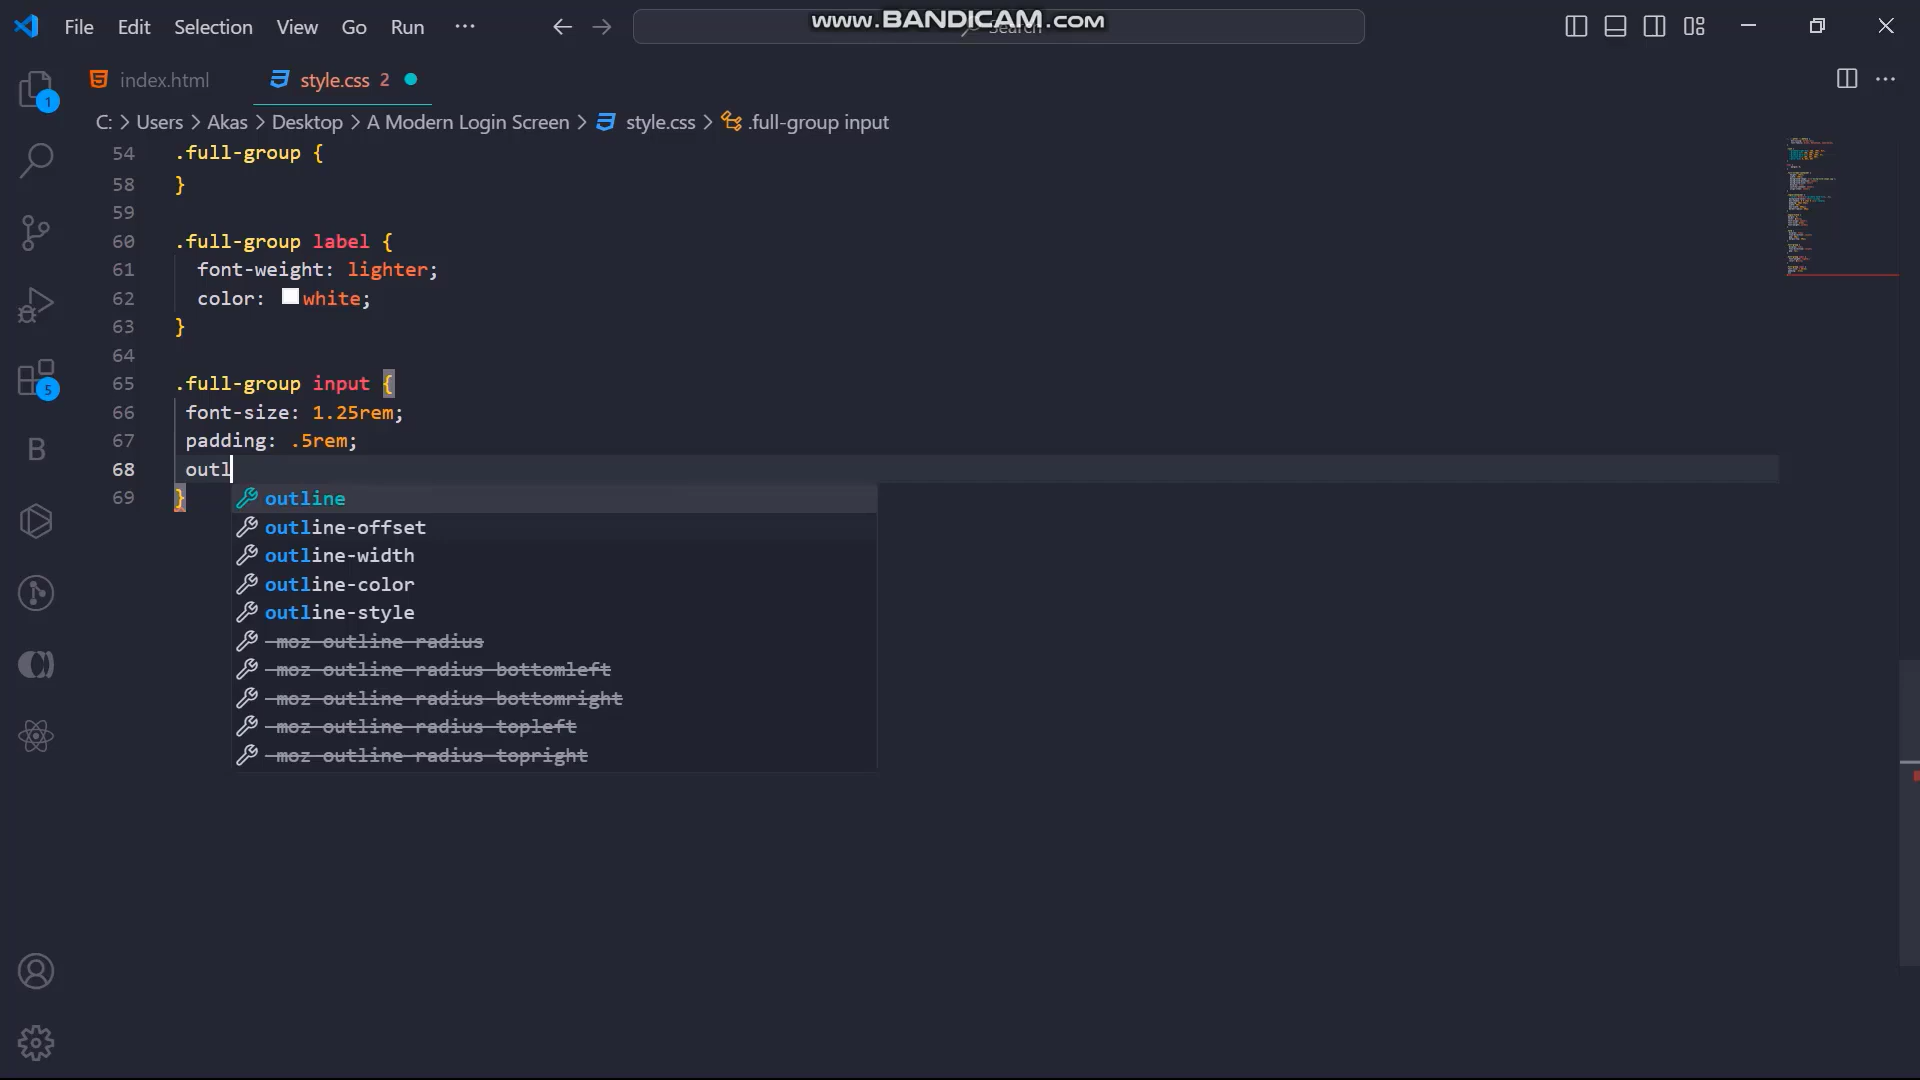 File Edit Selection View Go Run ...
www.BANDICAM.com
Search
index.html
style.css 2
C: > Users > Akas > Desktop > A Modern Login Screen > style.css > .full-group input
54 .full-group {
58 }
59
60 .full-group label {
61 font-weight: lighter;
62 color: white;
63 }
64
65 .full-group input {
66 font-size: 1.25rem;
67 padding: .5rem;
68 outl
69 }
outline
outline-offset
outline-width
outline-color
outline-style
-moz-outline-radius
-moz-outline-radius-bottomleft
-moz-outline-radius-bottomright
-moz-outline-radius-topleft
-moz-outline-radius-topright
1
5
B